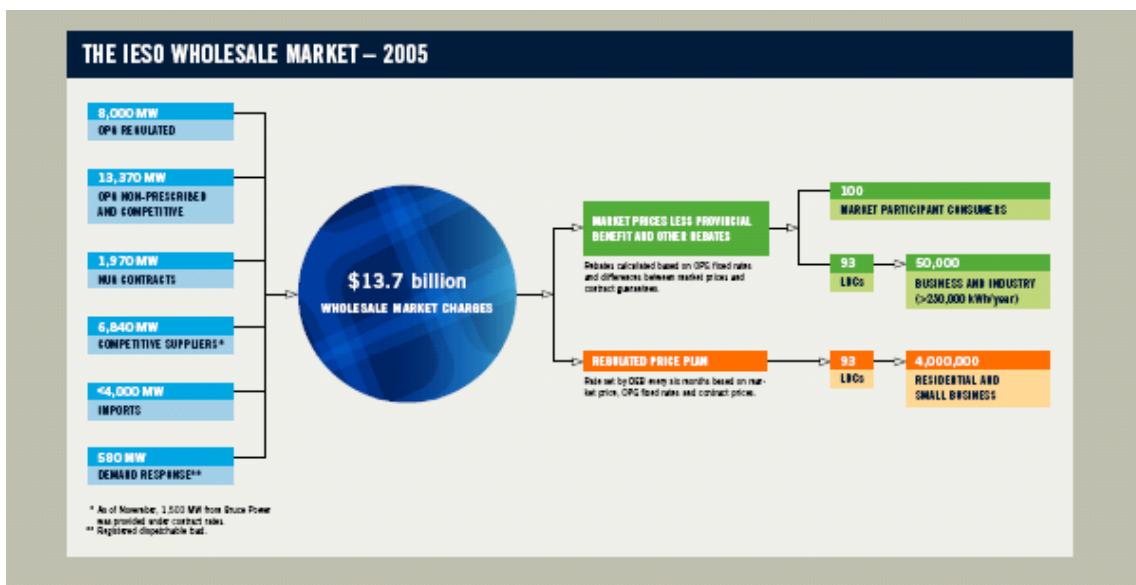 THE IESO WHOLESALE MARKET – 2005
8,000 MW
OPG REGULATED
13,370 MW
OPG NON-PRESCRIBED
AND COMPETITIVE
1,970 MW
NUG CONTRACTS
6,840 MW
COMPETITIVE SUPPLIERS*
<4,000 MW
IMPORTS
580 MW
DEMAND RESPONSE**
* As of November, 1,500 MW from Bruce Power
was provided under contract rates.
** Registered dispatchable load.
$13.7 billion
WHOLESALE MARKET CHARGES
MARKET PRICES LESS PROVINCIAL
BENEFIT AND OTHER REBATES
Rebates calculated based on OPG fixed rates
and differences between market prices and
contract guarantees.
100
MARKET PARTICIPANT CONSUMERS
93
LDCs
50,000
BUSINESS AND INDUSTRY
(>250,000 kWh/year)
REGULATED PRICE PLAN
Rate set by OEB every six months based on mar-
ket price, OPG fixed rates and contract prices.
93
LDCs
4,000,000
RESIDENTIAL AND
SMALL BUSINESS